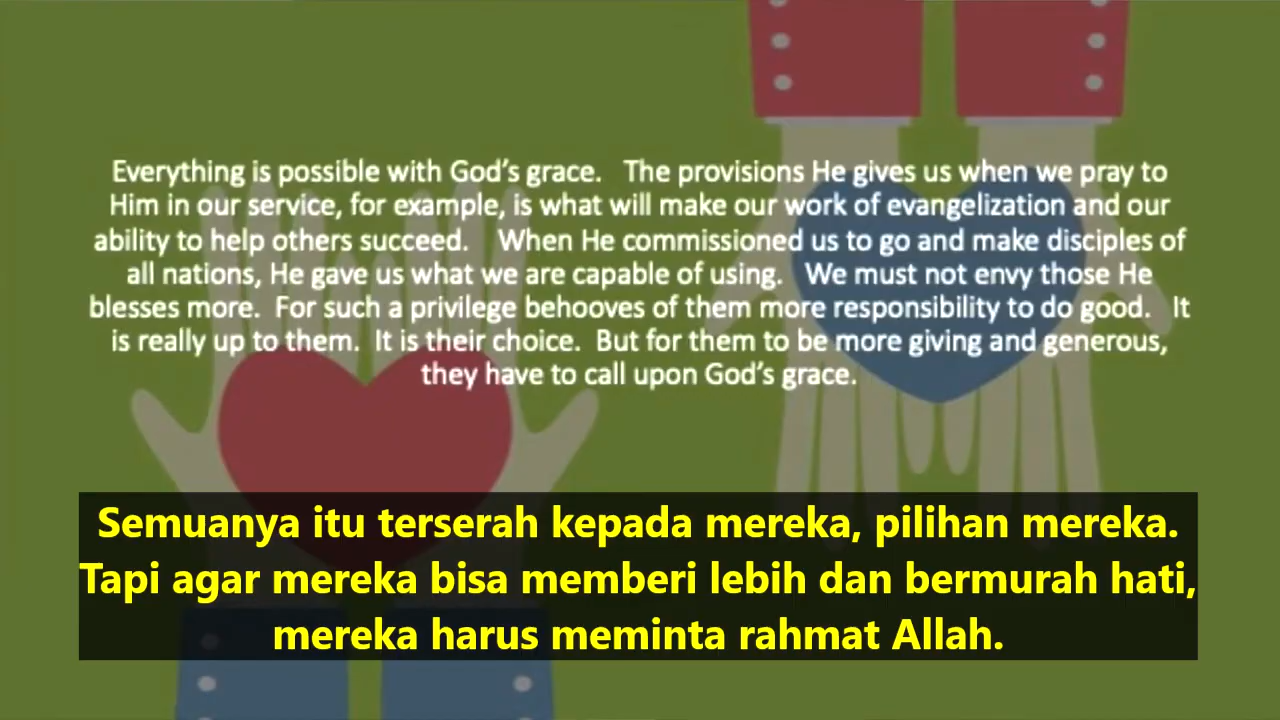 Everything is possible with God's grace. The provisions He gives us when we pray to
Him in our service, for example, is what will make our work of evangelization and our
ability to help others succeed. When He commissioned us to go and make disciples of
all nations, He gave us what we are capable of using. We must not envy those He
blesses more. For such a privilege behooves of them more responsibility to do good. It
is really up to them. It is their choice. But for them to be more giving and generous,
they have to call upon God's grace.
Semuanya itu terserah kepada mereka, pilihan mereka.
Tapi agar mereka bisa memberi lebih dan bermurah hati,
mereka harus meminta rahmat Allah.